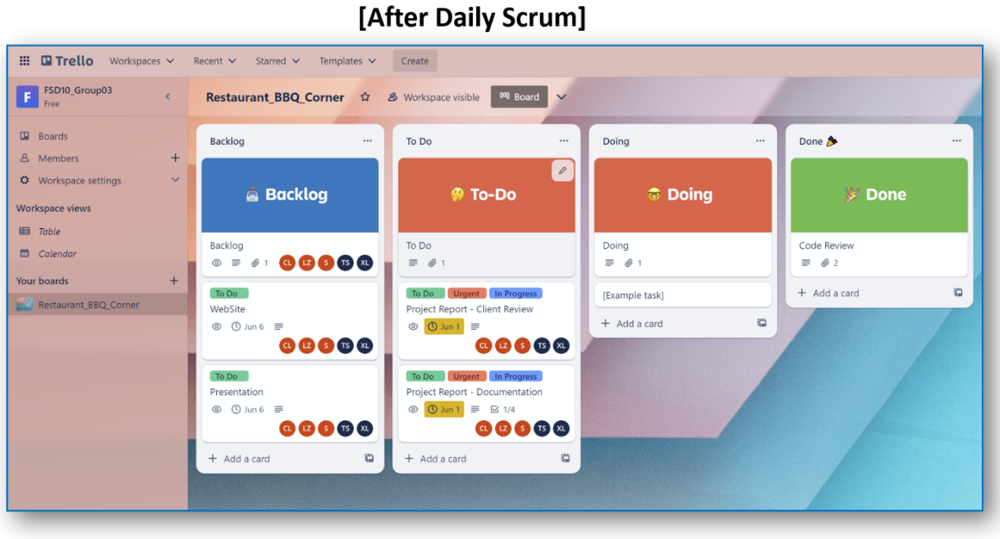 [After Daily Scrum]
Trello Workspaces Recent Starred Templates Create
F FSD10_Group03
Free
Restaurant_BBQ_Corner Workspace visible Board
Boards
Members
Workspace settings
Workspace views
Table
Calendar
Your boards
Restaurant_BBQ_Corner
Backlog
Backlog
Backlog
1 CL LZ S TS XL
To Do
WebSite
Jun 6
CL LZ S TS XL
To Do
Presentation
Jun 6
CL LZ S TS XL
+ Add a card
To Do
To-Do
To Do
1
To Do Urgent In Progress
Project Report - Client Review
Jun 1
CL LZ S TS XL
To Do Urgent In Progress
Project Report - Documentation
Jun 1 1/4
CL LZ S TS XL
+ Add a card
Doing
Doing
Doing
1
[Example task]
+ Add a card
Done
Done
Code Review
2
+ Add a card